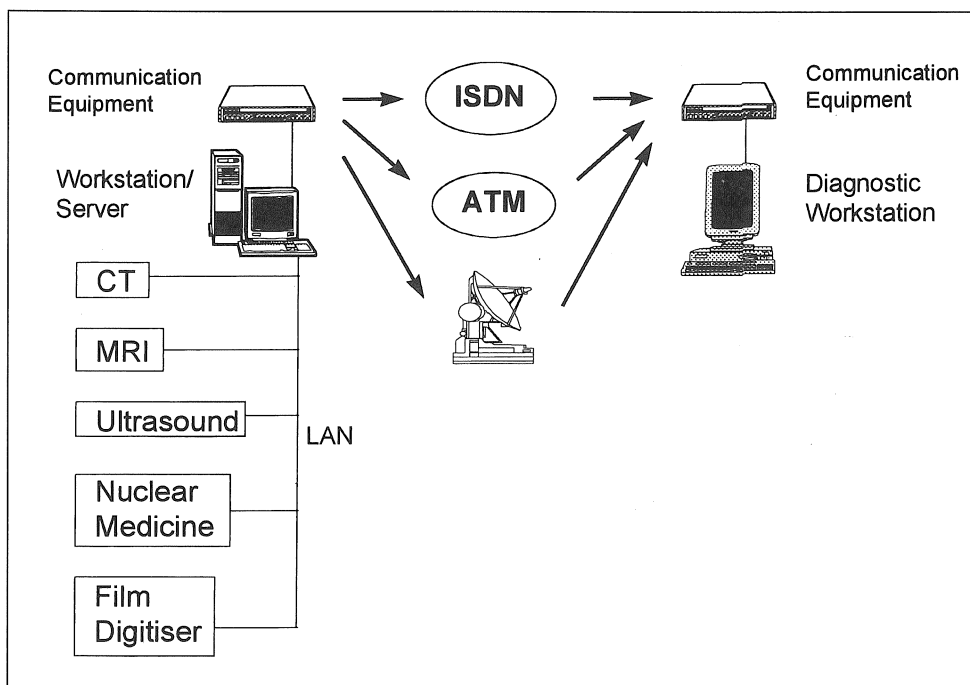 Communication
Equipment
ISDN
Communication
Equipment
Workstation/
Server
ATM
Diagnostic
Workstation
CT
MRI
Ultrasound
LAN
Nuclear
Medicine
Film
Digitiser